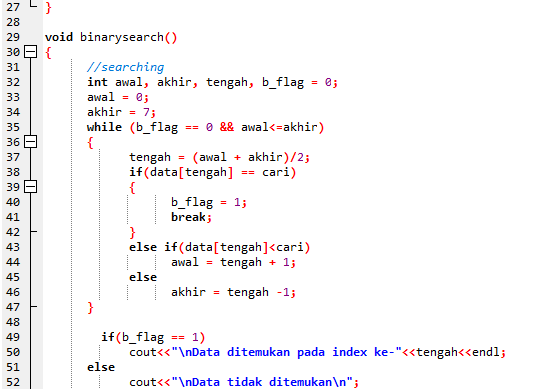 27 }
28
29 void binarysearch()
30 {
31 //searching
32 int awal, akhir, tengah, b_flag = 0;
33 awal = 0;
34 akhir = 7;
35 while (b_flag == 0 && awal<=akhir)
36 {
37 tengah = (awal + akhir)/2;
38 if(data[tengah] == cari)
39 {
40 b_flag = 1;
41 break;
42 }
43 else if(data[tengah]<cari)
44 awal = tengah + 1;
45 else
46 akhir = tengah -1;
47 }
48
49 if(b_flag == 1)
50 cout<<"\nData ditemukan pada index ke-"<<tengah<<endl;
51 else
52 cout<<"\nData tidak ditemukan\n";